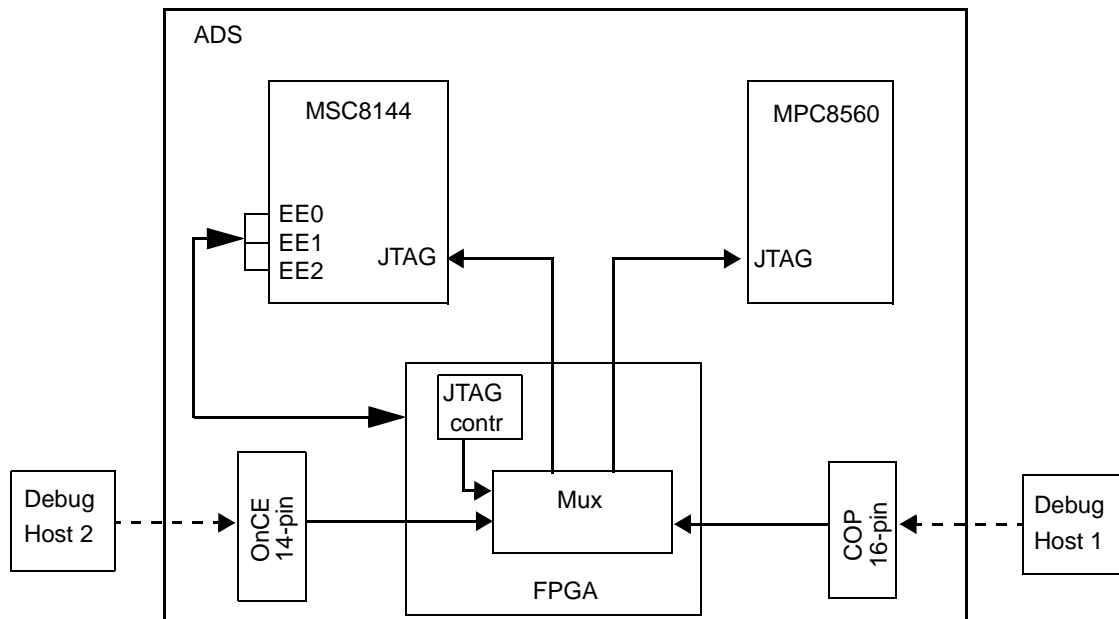 ADS
MSC8144
MPC8560
EE0
EE1
EE2
JTAG
JTAG
JTAG
contr
Mux
FPGA
Debug
Host 2
OnCE
14-pin
COP
16-pin
Debug
Host 1